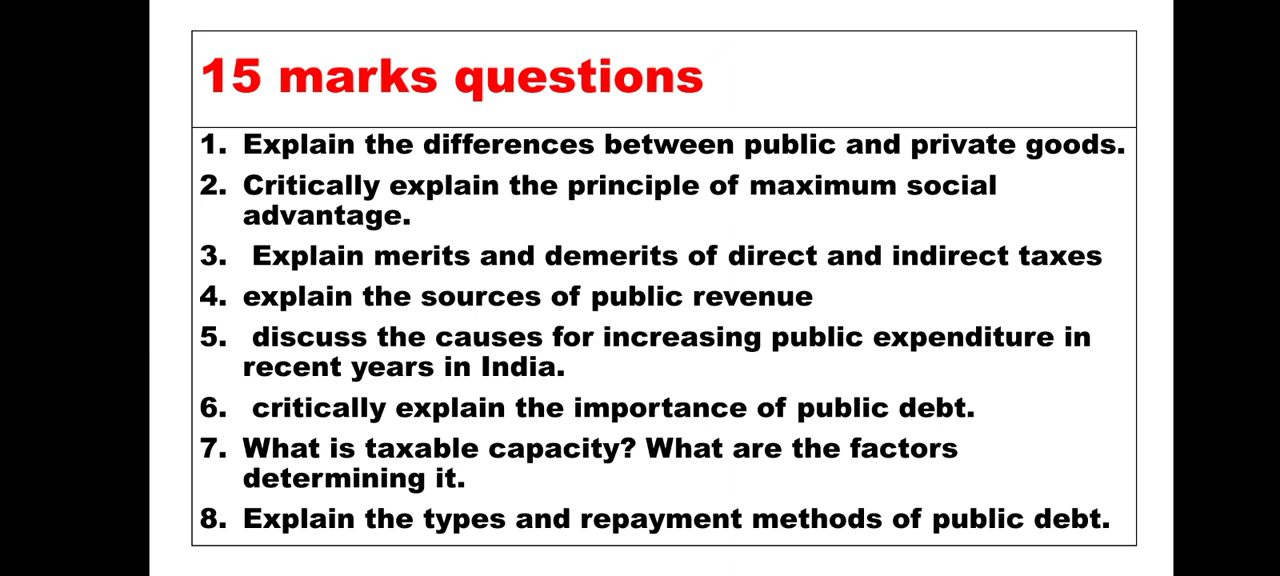 15 marks questions
1. Explain the differences between public and private goods.
2. Critically explain the principle of maximum social
advantage.
3. Explain merits and demerits of direct and indirect taxes
4. explain the sources of public revenue
5. discuss the causes for increasing public expenditure in
recent years in India.
6. critically explain the importance of public debt.
7. What is taxable capacity? What are the factors
determining it.
8. Explain the types and repayment methods of public debt.